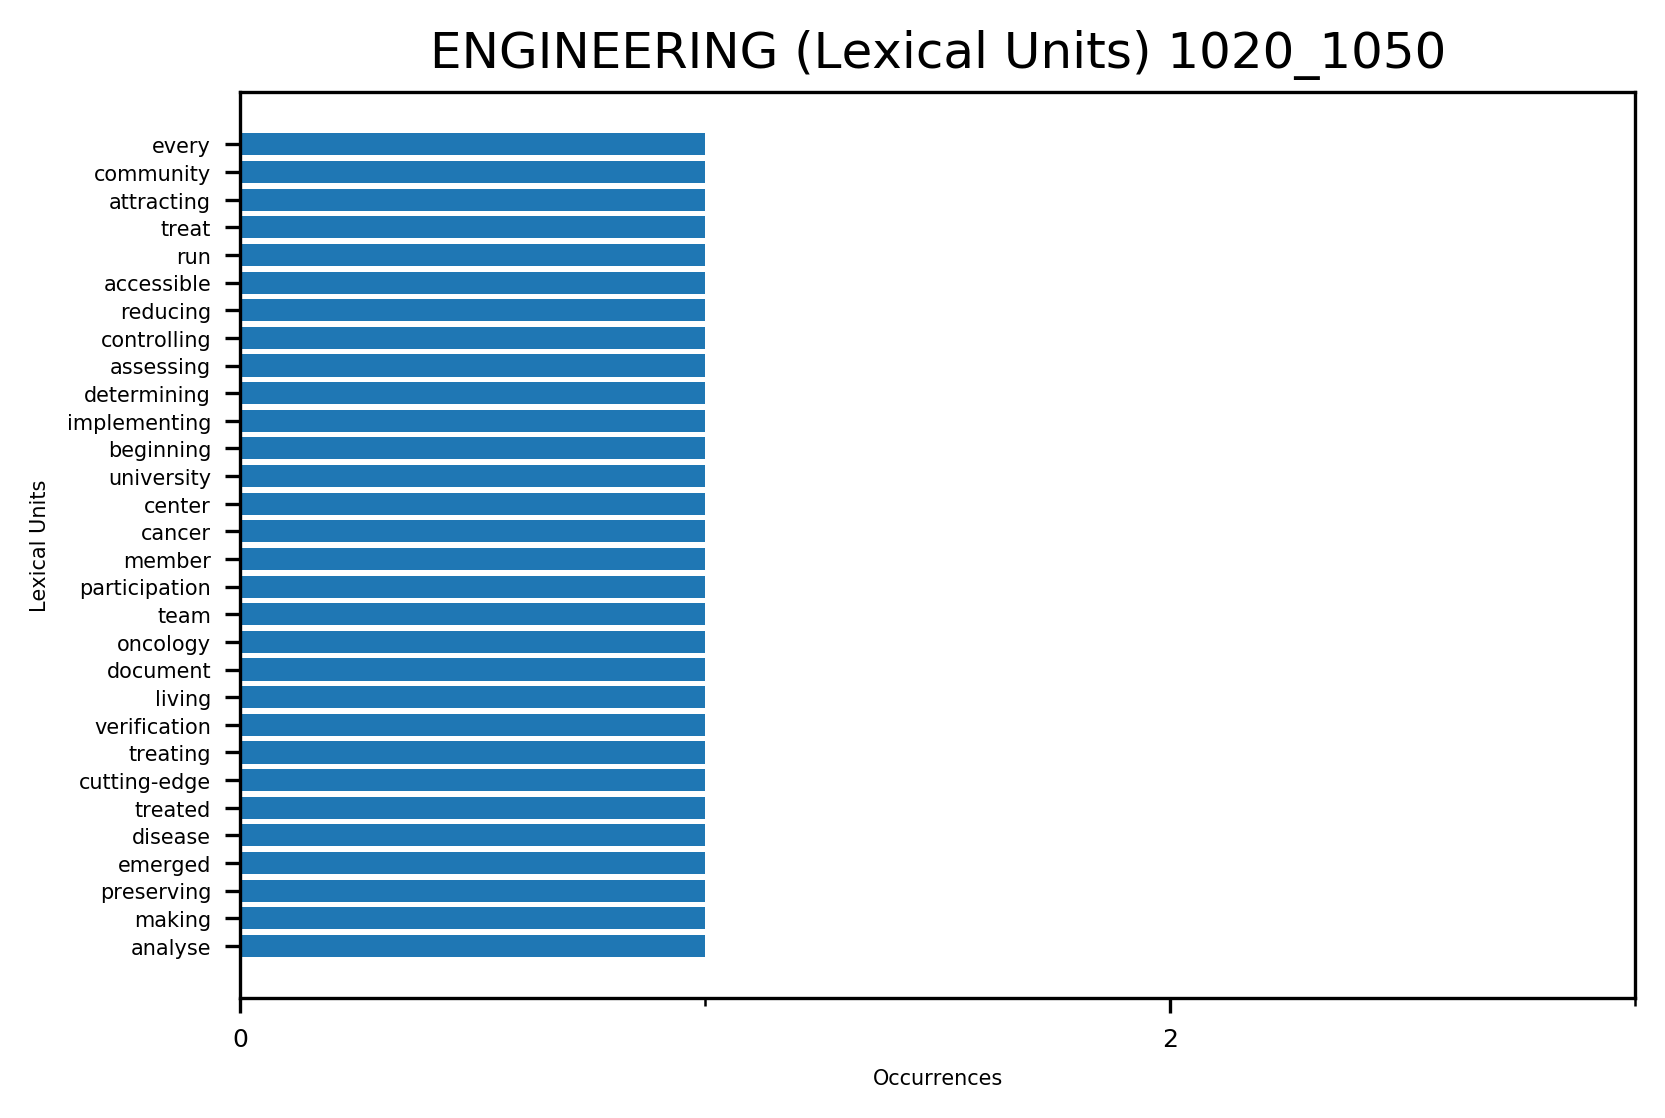 ENGINEERING (Lexical Units) 1020_1050
every
community
attracting
treat
run
accessible
reducing
controlling
assessing
determining
implementing
beginning
university
center
cancer
member
participation
team
oncology
document
living
verification
treating
cutting-edge
treated
disease
emerged
preserving
making
analyse
Lexical Units
0 2
Occurrences